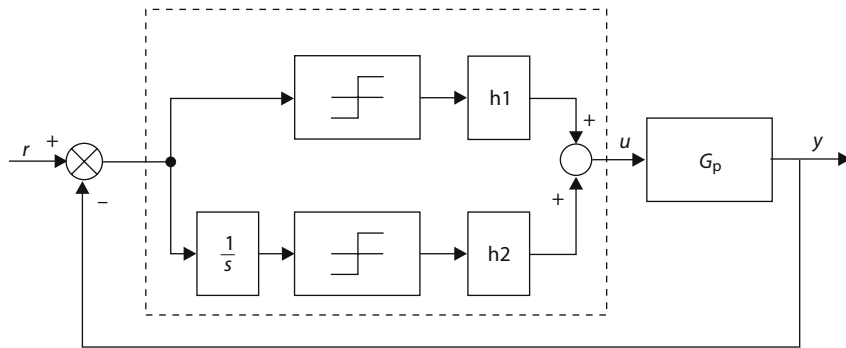 h1
+
+
r
u
G_p
y
–
+
1/s
h2